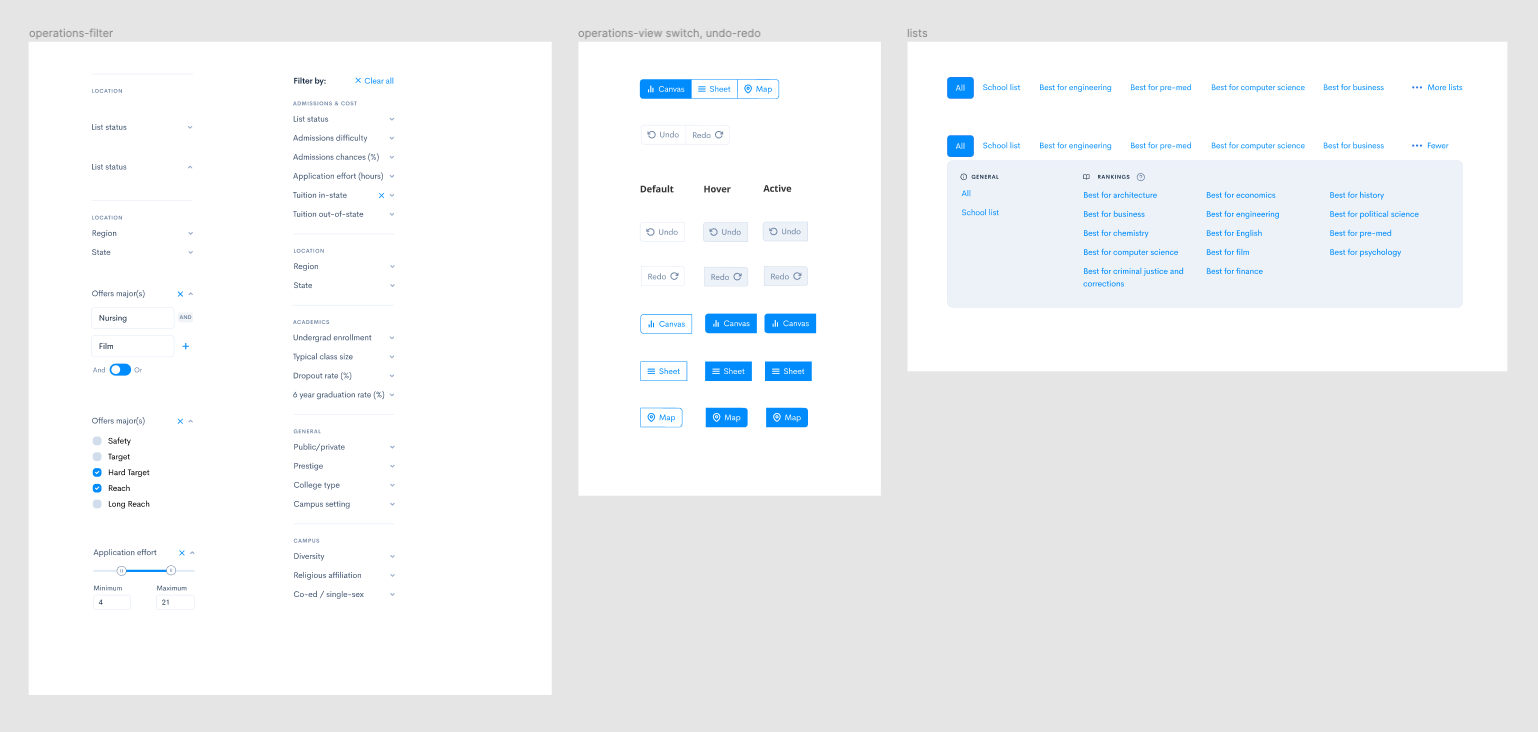 operations-filter
LOCATION
List status
List status
LOCATION
Region
State
Offers major(s)
Nursing
AND
Film
And
Or
Offers major(s)
Safety
Target
Hard Target
Reach
Long Reach
Application effort
Minimum
Maximum
4
21
Filter by:
Clear all
ADMISSIONS & COST
List status
Admissions difficulty
Admissions chances (%)
Application effort (hours)
Tuition in-state
Tuition out-of-state
LOCATION
Region
State
ACADEMICS
Undergrad enrollment
Typical class size
Dropout rate (%)
6 year graduation rate (%)
GENERAL
Public/private
Prestige
College type
Campus setting
CAMPUS
Diversity
Religious affiliation
Co-ed / single-sex
operations-view switch, undo-redo
Canvas
Sheet
Map
Undo
Redo
Default
Hover
Active
Undo
Undo
Undo
Redo
Redo
Redo
Canvas
Canvas
Canvas
Sheet
Sheet
Sheet
Map
Map
Map
lists
All
School list
Best for engineering
Best for pre-med
Best for computer science
Best for business
More lists
All
School list
Best for engineering
Best for pre-med
Best for computer science
Best for business
Fewer
GENERAL
All
School list
RANKINGS
Best for architecture
Best for business
Best for chemistry
Best for computer science
Best for criminal justice and
corrections
Best for economics
Best for engineering
Best for English
Best for film
Best for finance
Best for history
Best for political science
Best for pre-med
Best for psychology